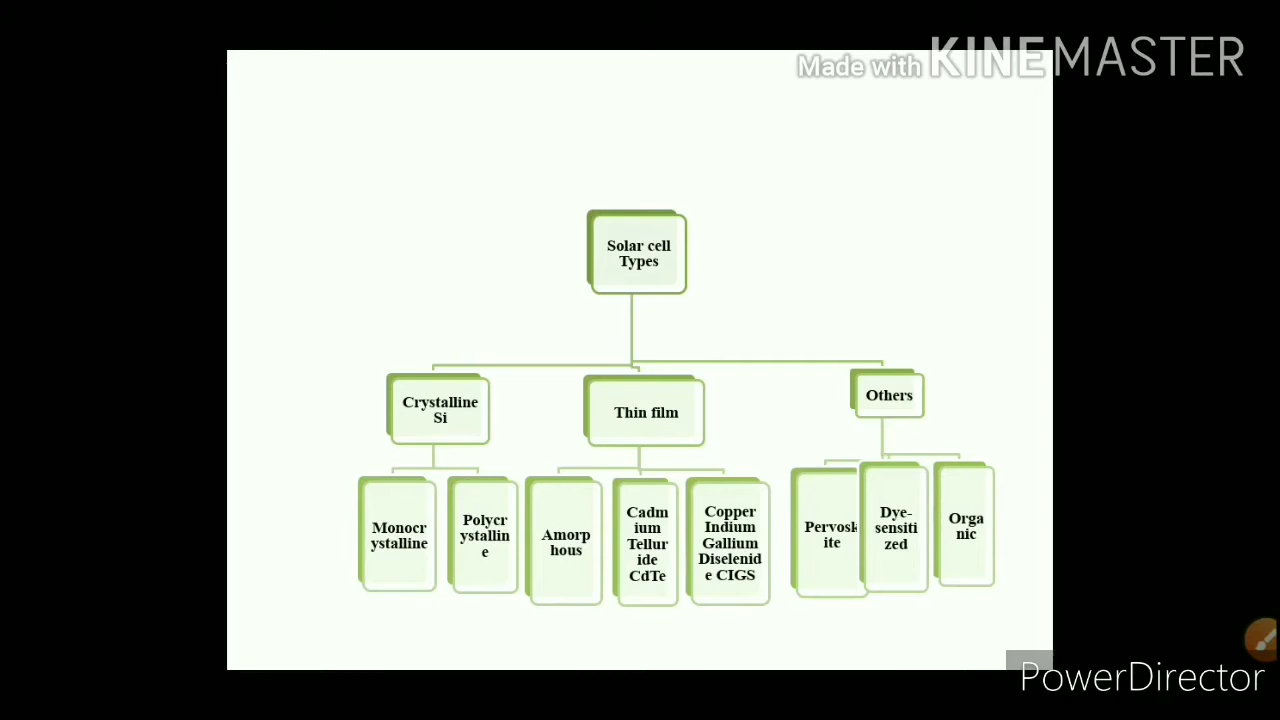 Made with KINEMASTER
Solar cell
Types
Crystalline
Si
Thin film
Others
Monocr
ystalline
Polycr
ystallin
e
Amorp
hous
Cadm
ium
Tellur
ide
CdTe
Copper
Indium
Gallium
Diselenid
e CIGS
Pervosk
ite
Dye-
sensiti
zed
Orga
nic
PowerDirector